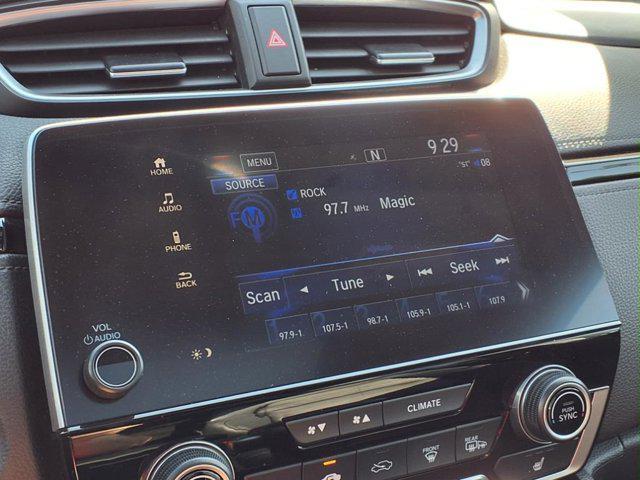 MENU
N
9 29
HOME
SOURCE
"ST"
08
ROCK
AUDIO
FM
97.7 MHz Magic
PHONE
BACK
Scan
Tune
Seek
97.9-1
107.5-1
98.7-1
105.9-1
105.1-1
107.9
VOL
AUDIO
CLIMATE
PUSH
SYNC
FRONT
REAR